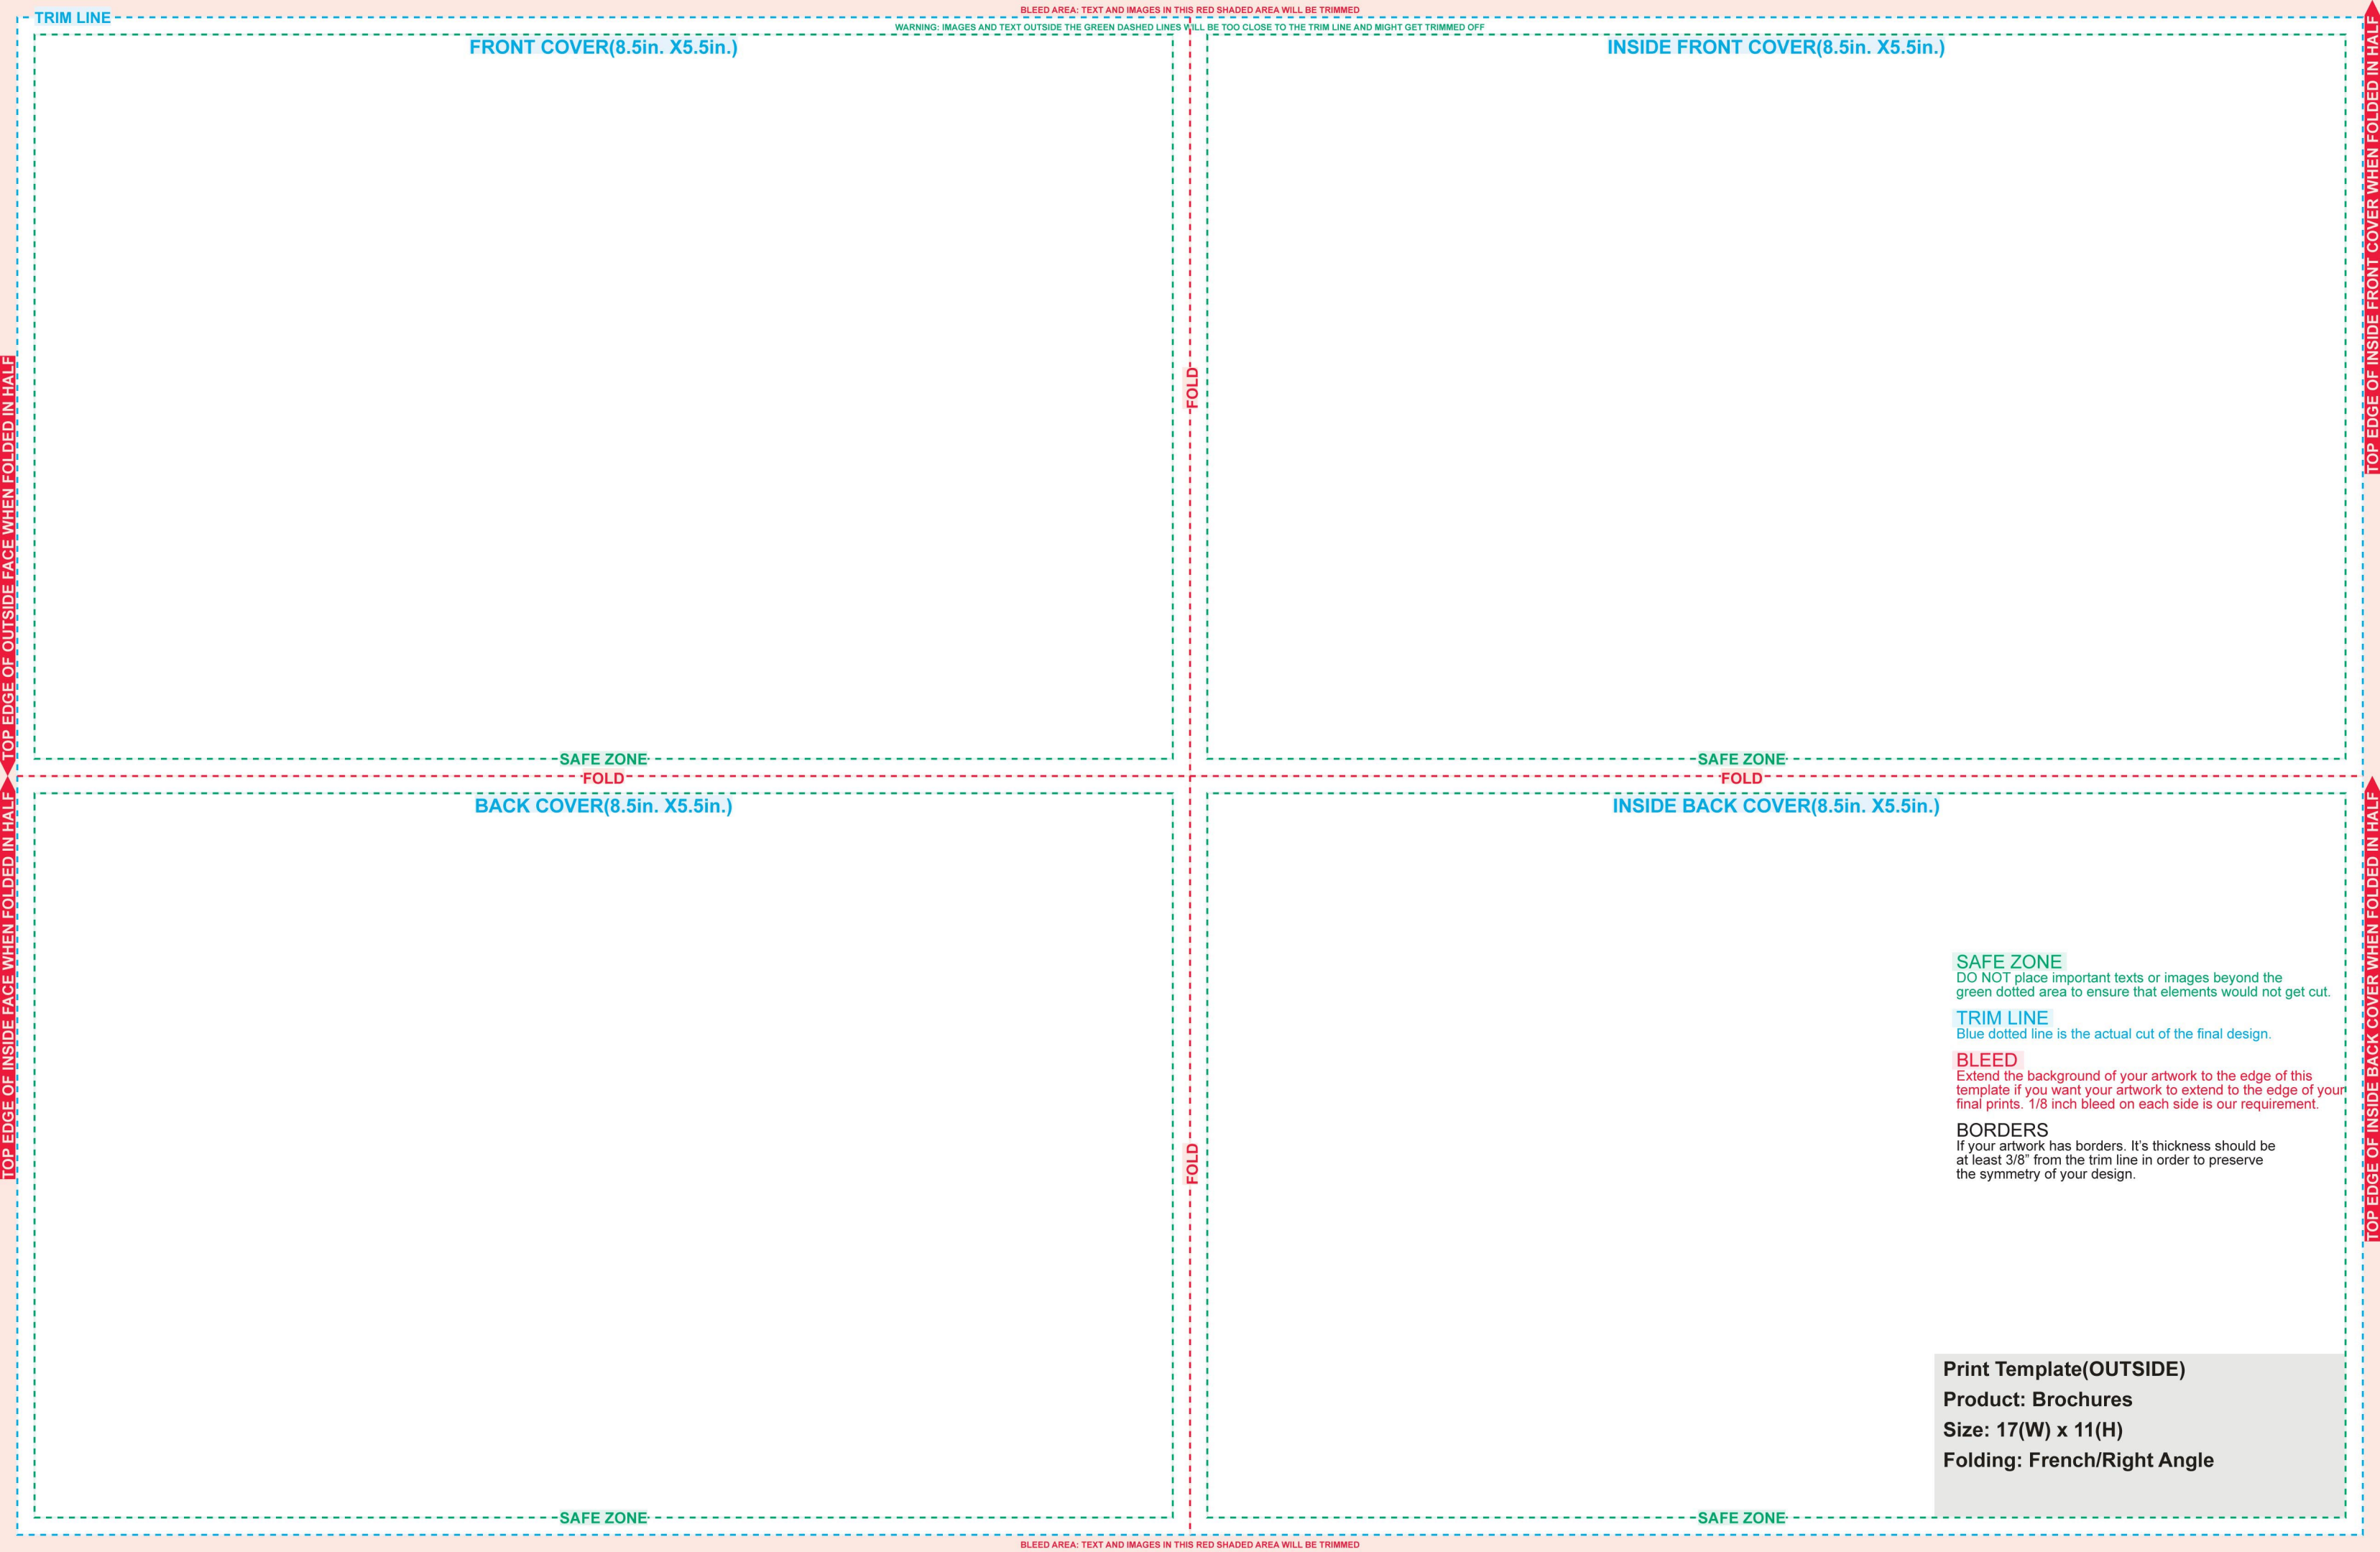 BLEED AREA: TEXT AND IMAGES IN THIS RED SHADED AREA WILL BE TRIMMED
TRIM LINE
WARNING: IMAGES AND TEXT OUTSIDE THE GREEN DASHED LINES WILL BE TOO CLOSE TO THE TRIM LINE AND MIGHT GET TRIMMED OFF
FRONT COVER(8.5in. X5.5in.)
INSIDE FRONT COVER(8.5in. X5.5in.)
TOP EDGE OF OUTSIDE FACE WHEN FOLDED IN HALF
FOLD
TOP EDGE OF INSIDE FRONT COVER WHEN FOLDED IN HALF
SAFE ZONE
SAFE ZONE
FOLD
FOLD
BACK COVER(8.5in. X5.5in.)
INSIDE BACK COVER(8.5in. X5.5in.)
TOP EDGE OF INSIDE FACE WHEN FOLDED IN HALF
FOLD
TOP EDGE OF INSIDE BACK COVER WHEN FOLDED IN HALF
SAFE ZONE
DO NOT place important texts or images beyond the
green dotted area to ensure that elements would not get cut.
TRIM LINE
Blue dotted line is the actual cut of the final design.
BLEED
Extend the background of your artwork to the edge of this
template if you want your artwork to extend to the edge of your
final prints. 1/8 inch bleed on each side is our requirement.
BORDERS
If your artwork has borders. It’s thickness should be
at least 3/8” from the trim line in order to preserve
the symmetry of your design.
Print Template(OUTSIDE)
Product: Brochures
Size: 17(W) x 11(H)
Folding: French/Right Angle
SAFE ZONE
SAFE ZONE
BLEED AREA: TEXT AND IMAGES IN THIS RED SHADED AREA WILL BE TRIMMED